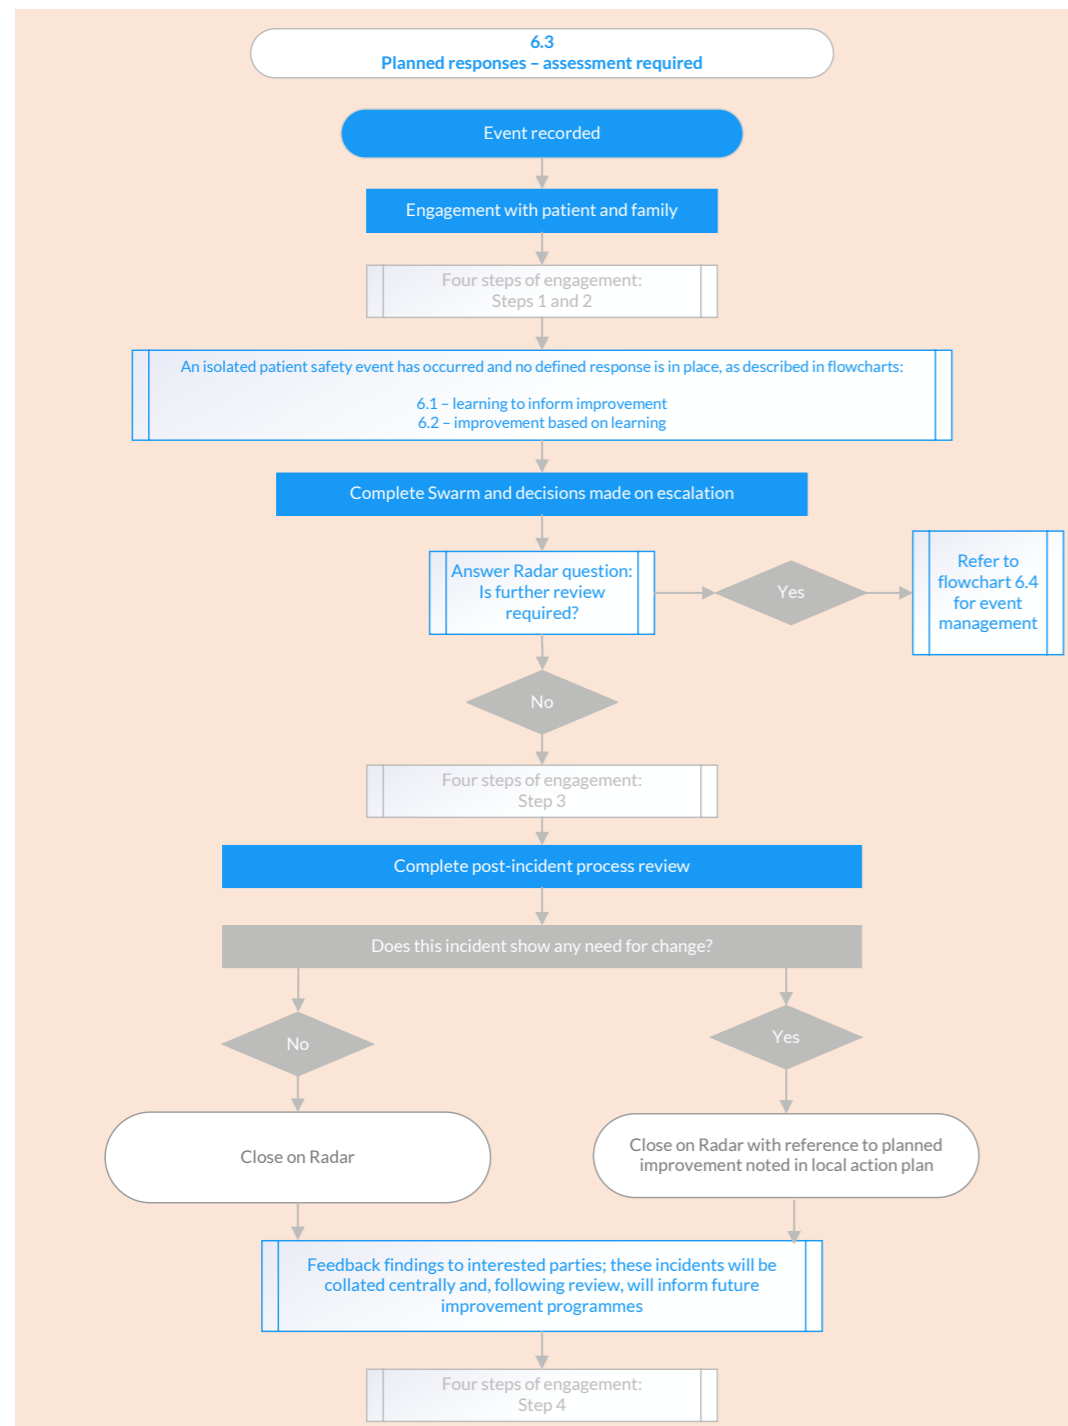 6.3
Planned responses – assessment required
Event recorded
Engagement with patient and family
Four steps of engagement:
Steps 1 and 2
An isolated patient safety event has occurred and no defined response is in place, as described in flowcharts:
6.1 – learning to inform improvement
6.2 – improvement based on learning
Complete Swarm and decisions made on escalation
Answer Radar question:
Is further review
required?
Yes
Refer to
flowchart 6.4
for event
management
No
Four steps of engagement:
Step 3
Complete post-incident process review
Does this incident show any need for change?
No
Yes
Close on Radar
Close on Radar with reference to planned
improvement noted in local action plan
Feedback findings to interested parties; these incidents will be
collated centrally and, following review, will inform future
improvement programmes
Four steps of engagement:
Step 4